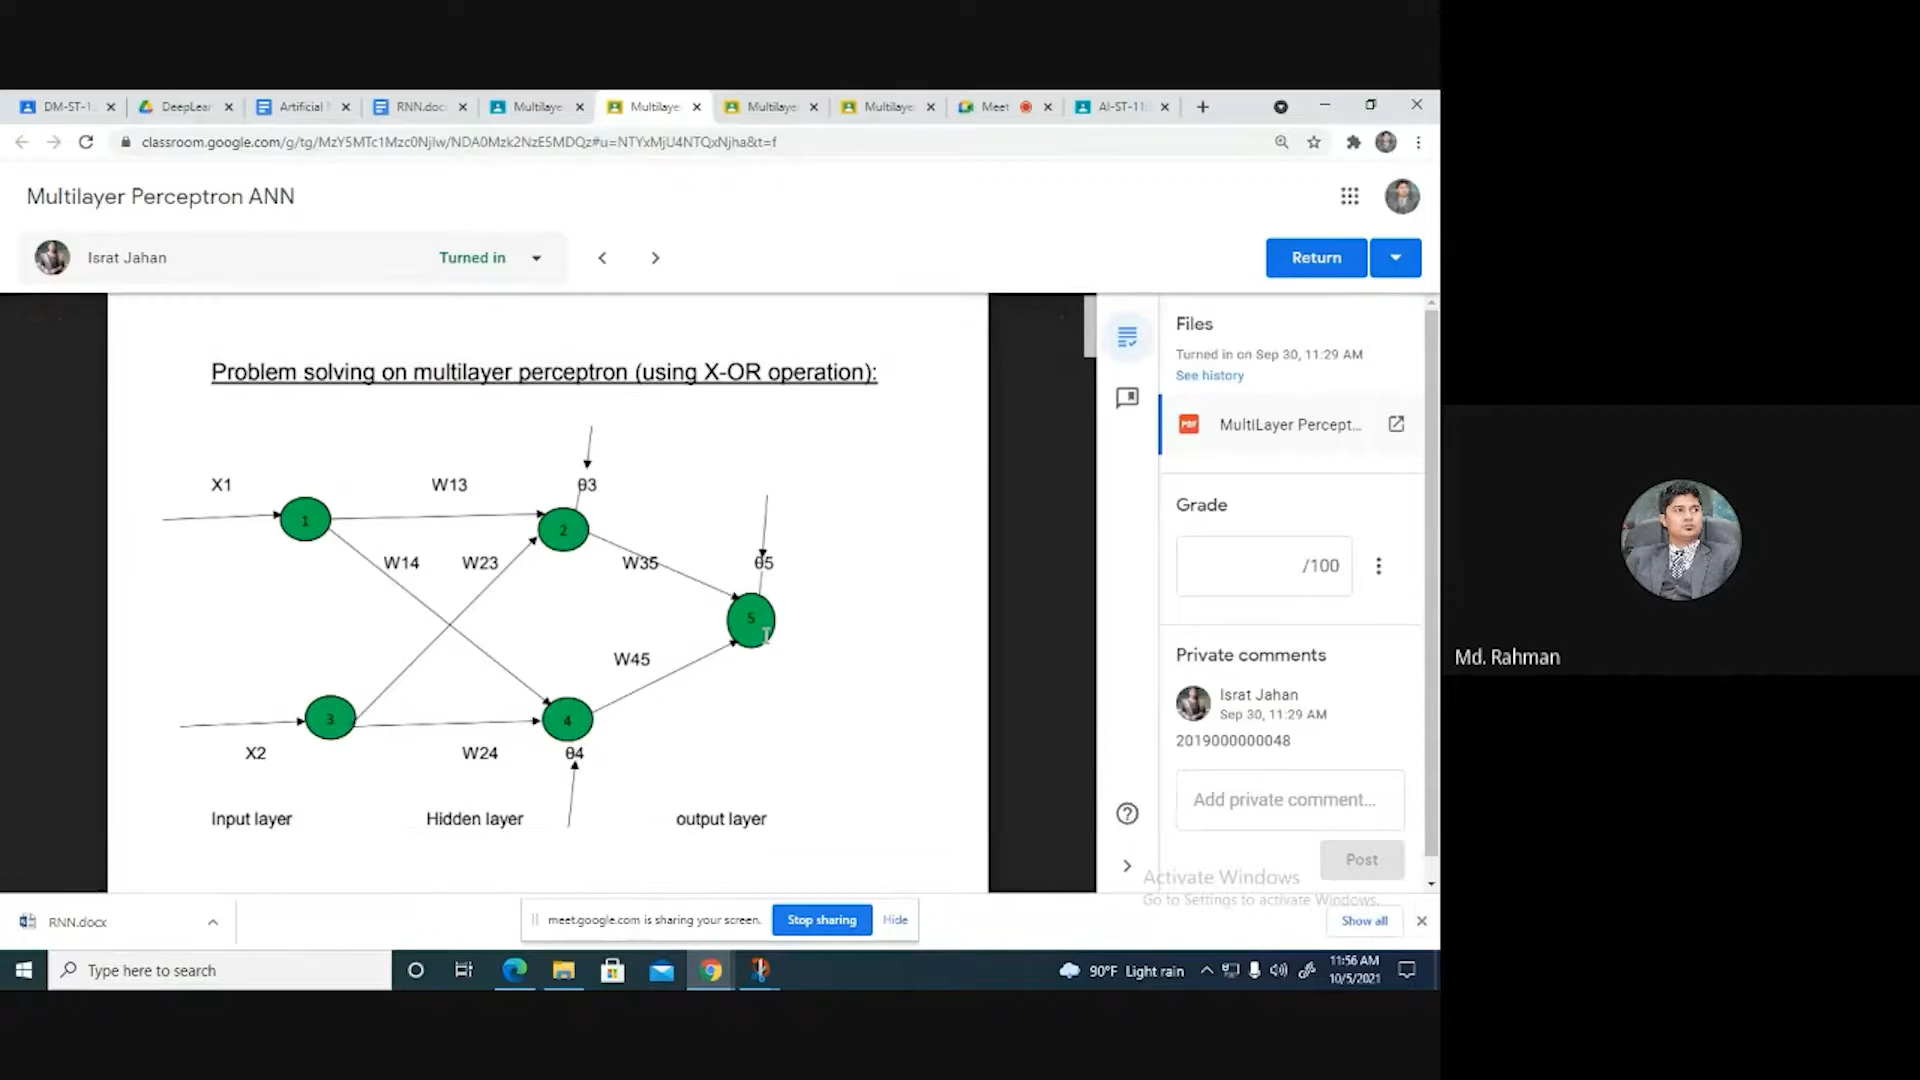 DM-ST-1
DeepLear
Artificial
RNN.doc
Multilaye
Multilaye
Multilaye
Multilaye
Meet
AI-ST-11
classroom.google.com/g/tg/MzY5MTc1Mzc0Njlw/NDA0Mzk2NzE5MDQz#u=NTYxMjU4NTQxNjha&t=f
Multilayer Perceptron ANN
Israt Jahan
Turned in
Return
Problem solving on multilayer perceptron (using X-OR operation):
X1
W13
θ3
1
2
W14
W23
W35
θ5
5
W45
3
4
X2
W24
θ4
Input layer
Hidden layer
output layer
Files
Turned in on Sep 30, 11:29 AM
See history
PDF
MultiLayer Percept...
Grade
/100
Private comments
Israt Jahan
Sep 30, 11:29 AM
2019000000048
Add private comment...
Post
Activate Windows
Go to Settings to activate Windows.
Md. Rahman
RNN.docx
meet.google.com is sharing your screen.
Stop sharing
Hide
Show all
Type here to search
90°F Light rain
11:56 AM
10/5/2021